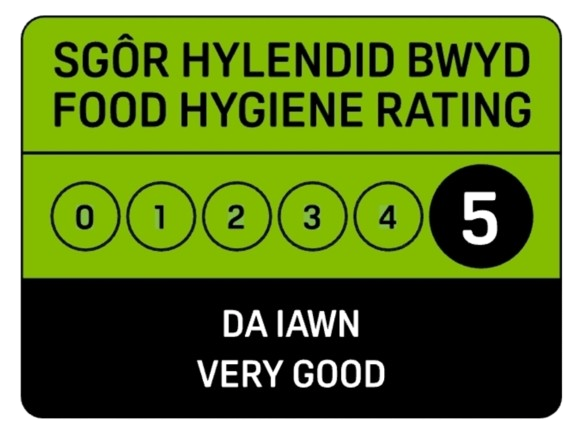 SGÔR HYLENDID BWYD
FOOD HYGIENE RATING
0 1 2 3 4 5
DA IAWN
VERY GOOD